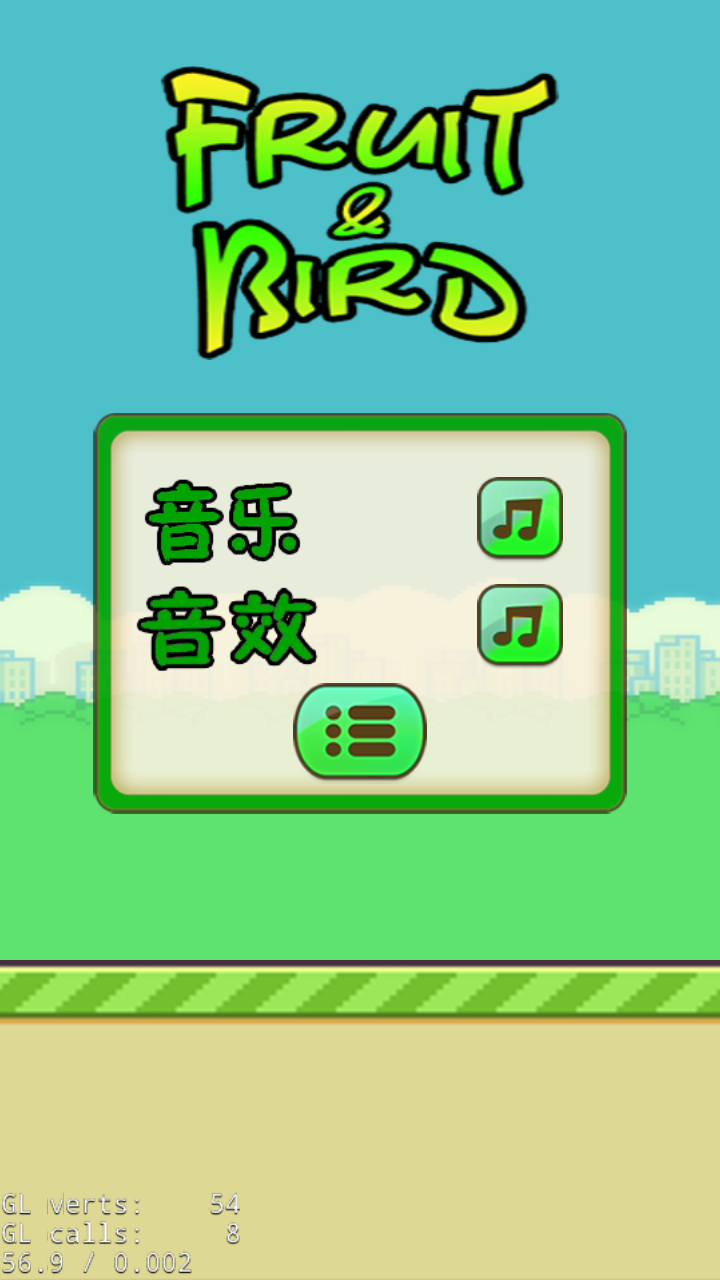 FRUIT
&
BIRD
音乐
音效
GL verts: 54
GL calls: 8
56.9 / 0.002